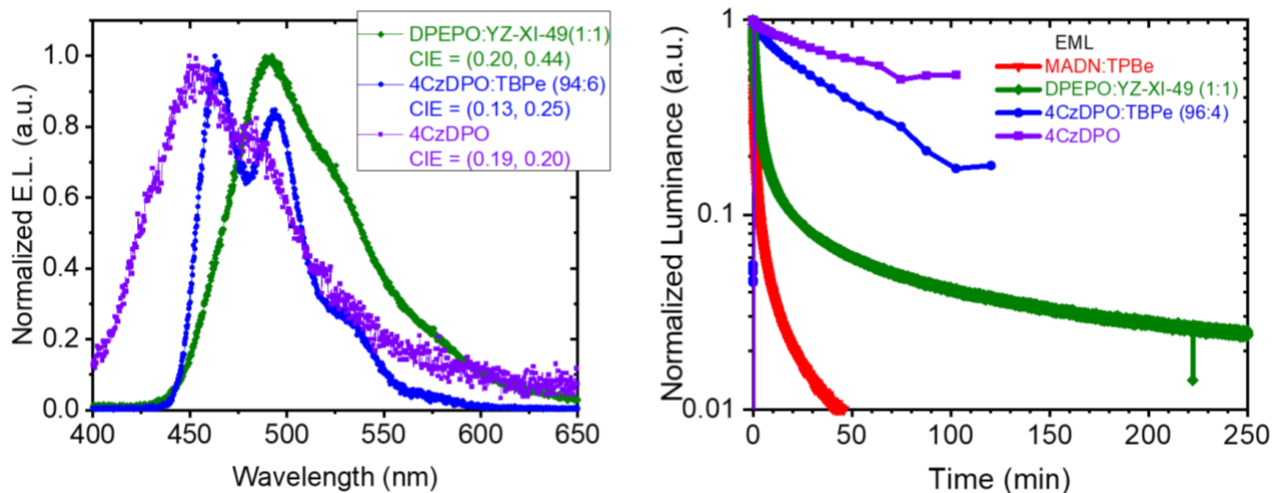 Normalized E.L. (a.u.)
1.0
0.8
0.6
0.4
0.2
0.0
400 450 500 550 600 650
Wavelength (nm)
DPEPO:YZ-XI-49(1:1)
CIE = (0.20, 0.44)
4CzDPO:TBPe (94:6)
CIE = (0.13, 0.25)
4CzDPO
CIE = (0.19, 0.20)
Normalized Luminance (a.u.)
1
0.1
0.01
0 50 100 150 200 250
Time (min)
EML
MADN:TPBe
DPEPO:YZ-XI-49 (1:1)
4CzDPO:TBPe (96:4)
4CzDPO